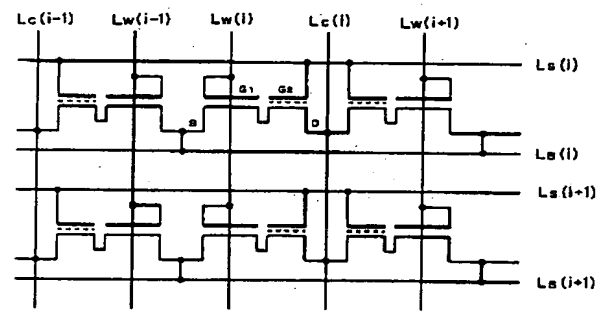 Lc(i-1) Lw(i-1) Lw(i) Lc(i) Lw(i+1)
Ls(i)
G1 G2
B D
LB(i)
Ls(i+1)
LB(i+1)